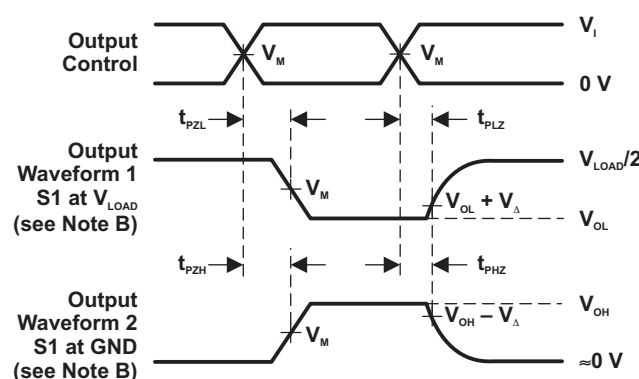 Output
Control
V_M
V_M
V_I
0 V
t_PZL
t_PLZ
Output
Waveform 1
S1 at V_LOAD
(see Note B)
V_M
V_LOAD/2
V_OL + V_Δ
V_OL
t_PZH
t_PHZ
Output
Waveform 2
S1 at GND
(see Note B)
V_M
V_OH
V_OH – V_Δ
≈0 V